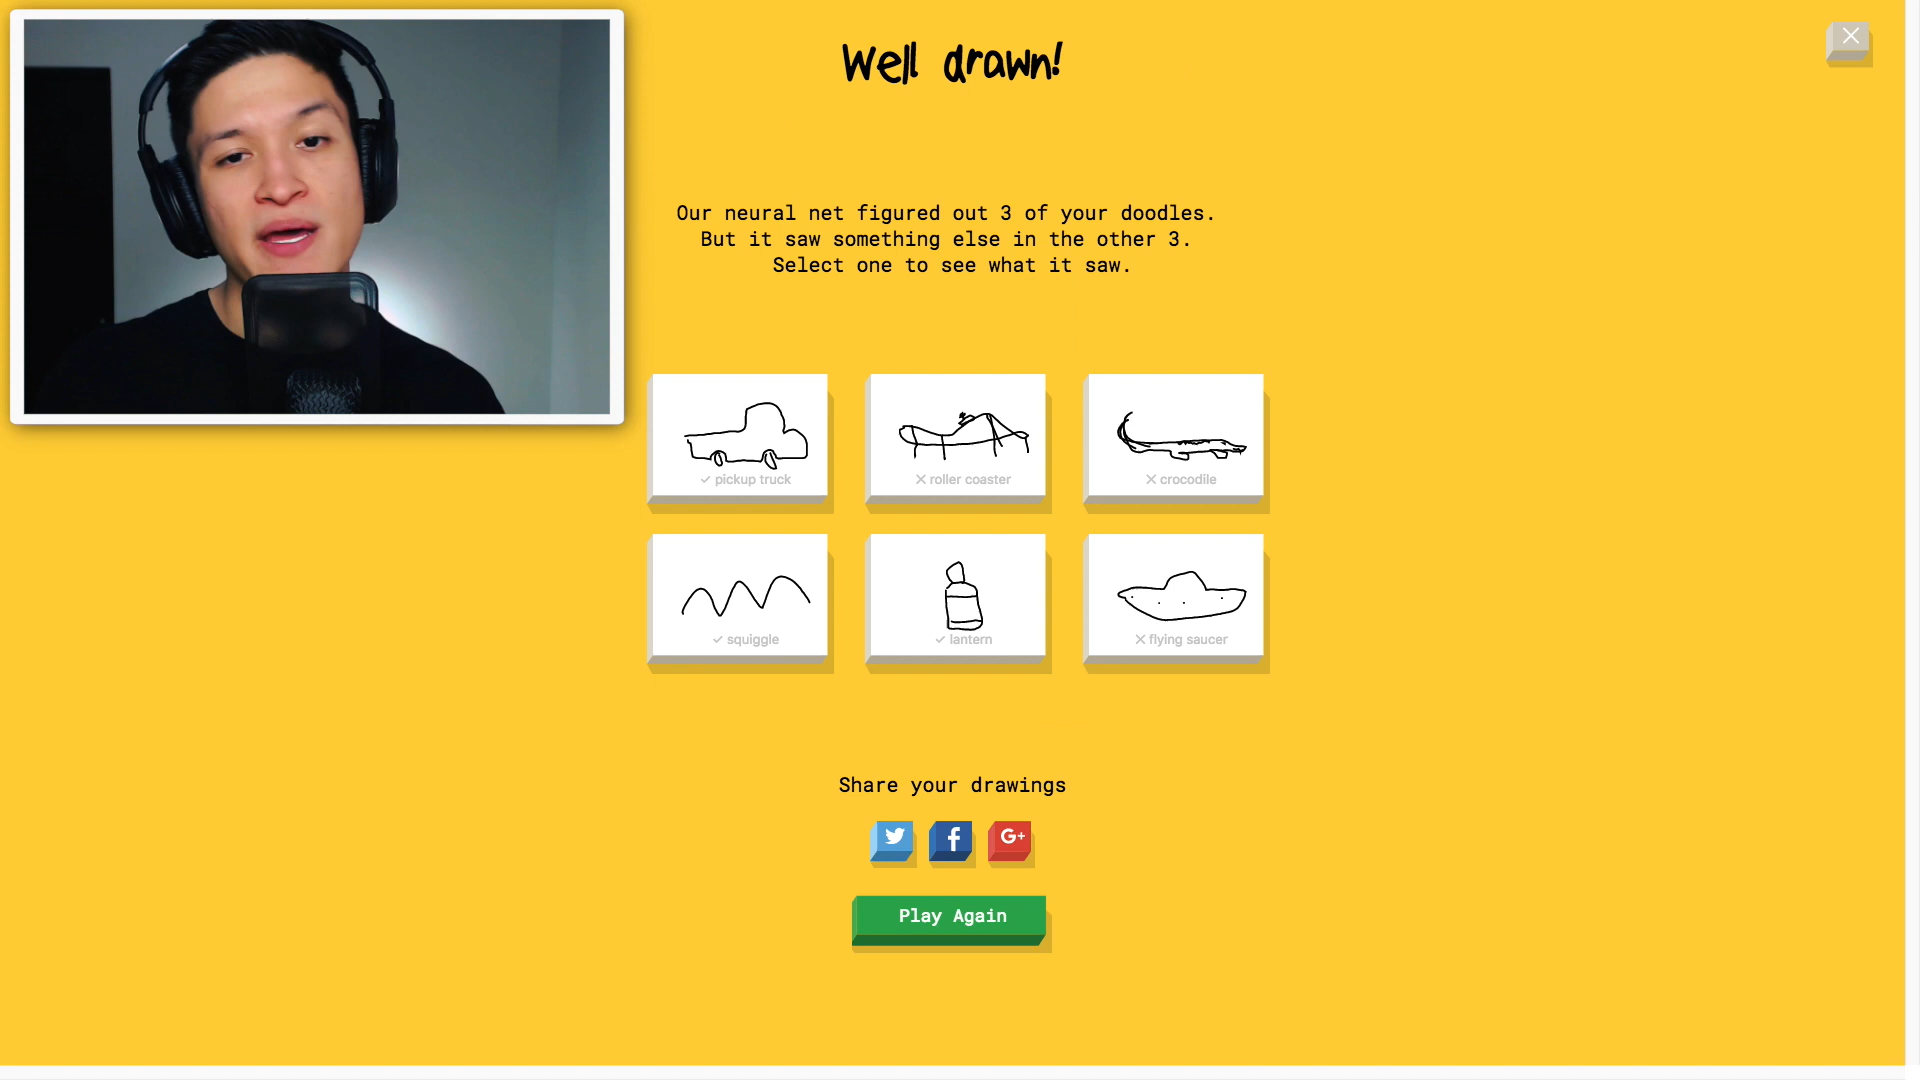 Well drawn!
Our neural net figured out 3 of your doodles.
But it saw something else in the other 3.
Select one to see what it saw.
pickup truck
roller coaster
crocodile
squiggle
lantern
flying saucer
Share your drawings
G+
Play Again